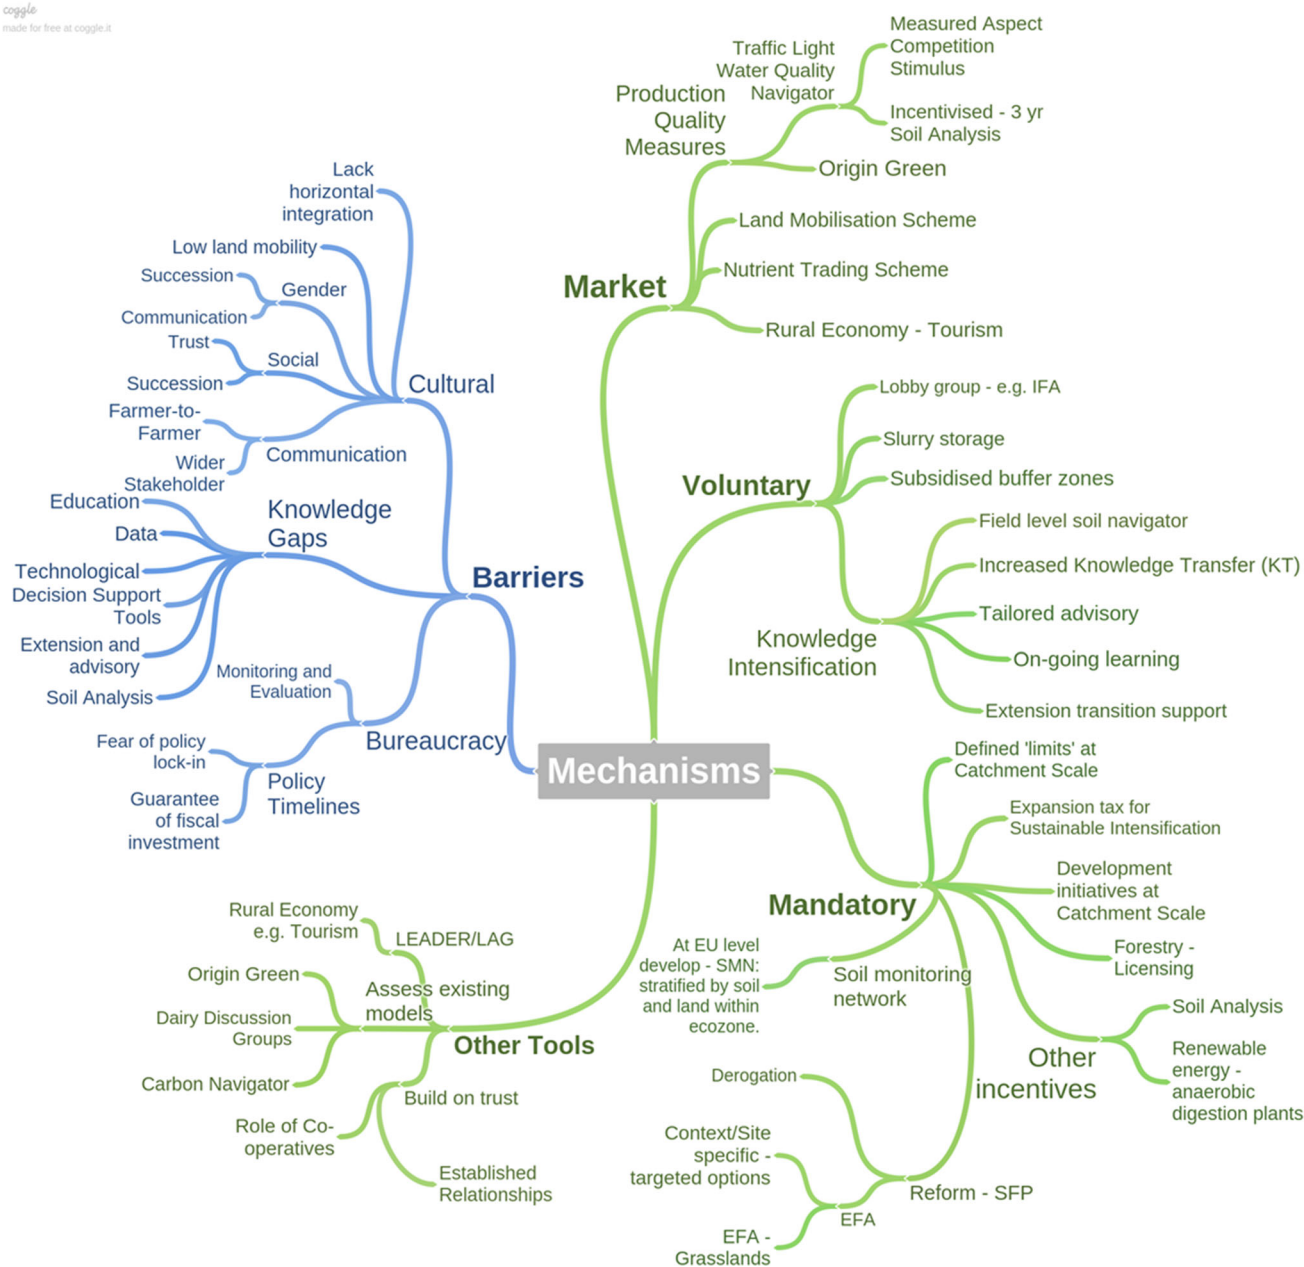 coggle
made for free at coggle.it
Measured Aspect
Competition
Stimulus
Traffic Light
Water Quality
Navigator
Incentivised - 3 yr
Soil Analysis
Production
Quality
Measures
Origin Green
Land Mobilisation Scheme
Nutrient Trading Scheme
Market
Rural Economy - Tourism
Lack
horizontal
integration
Low land mobility
Succession
Gender
Communication
Trust
Social
Succession
Cultural
Farmer-to-
Farmer
Communication
Wider
Stakeholder
Education
Knowledge
Gaps
Data
Technological
Decision Support
Tools
Extension and
advisory
Soil Analysis
Barriers
Monitoring and
Evaluation
Bureaucracy
Fear of policy
lock-in
Policy
Timelines
Guarantee
of fiscal
investment
Lobby group - e.g. IFA
Slurry storage
Voluntary
Subsidised buffer zones
Field level soil navigator
Increased Knowledge Transfer (KT)
Tailored advisory
Knowledge
Intensification
On-going learning
Extension transition support
Mechanisms
Defined 'limits' at
Catchment Scale
Expansion tax for
Sustainable Intensification
Development
initiatives at
Catchment Scale
Mandatory
Forestry -
Licensing
At EU level
develop - SMN:
stratified by soil
and land within
ecozone.
Soil monitoring
network
Soil Analysis
Other
incentives
Renewable
energy -
anaerobic
digestion plants
Derogation
Context/Site
specific -
targeted options
Reform - SFP
EFA
EFA -
Grasslands
Rural Economy
e.g. Tourism
LEADER/LAG
Origin Green
Assess existing
models
Dairy Discussion
Groups
Other Tools
Carbon Navigator
Build on trust
Role of Co-
operatives
Established
Relationships